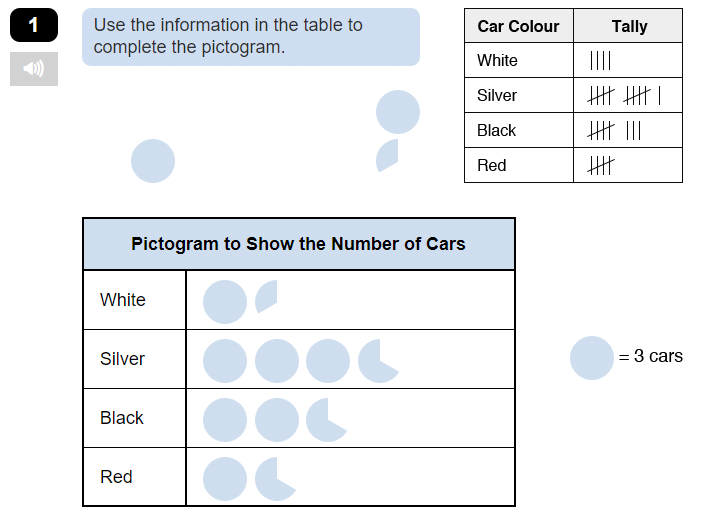 1
Use the information in the table to
complete the pictogram.
Car Colour Tally
White
Silver
Black
Red
Pictogram to Show the Number of Cars
White
Silver
Black
Red
= 3 cars